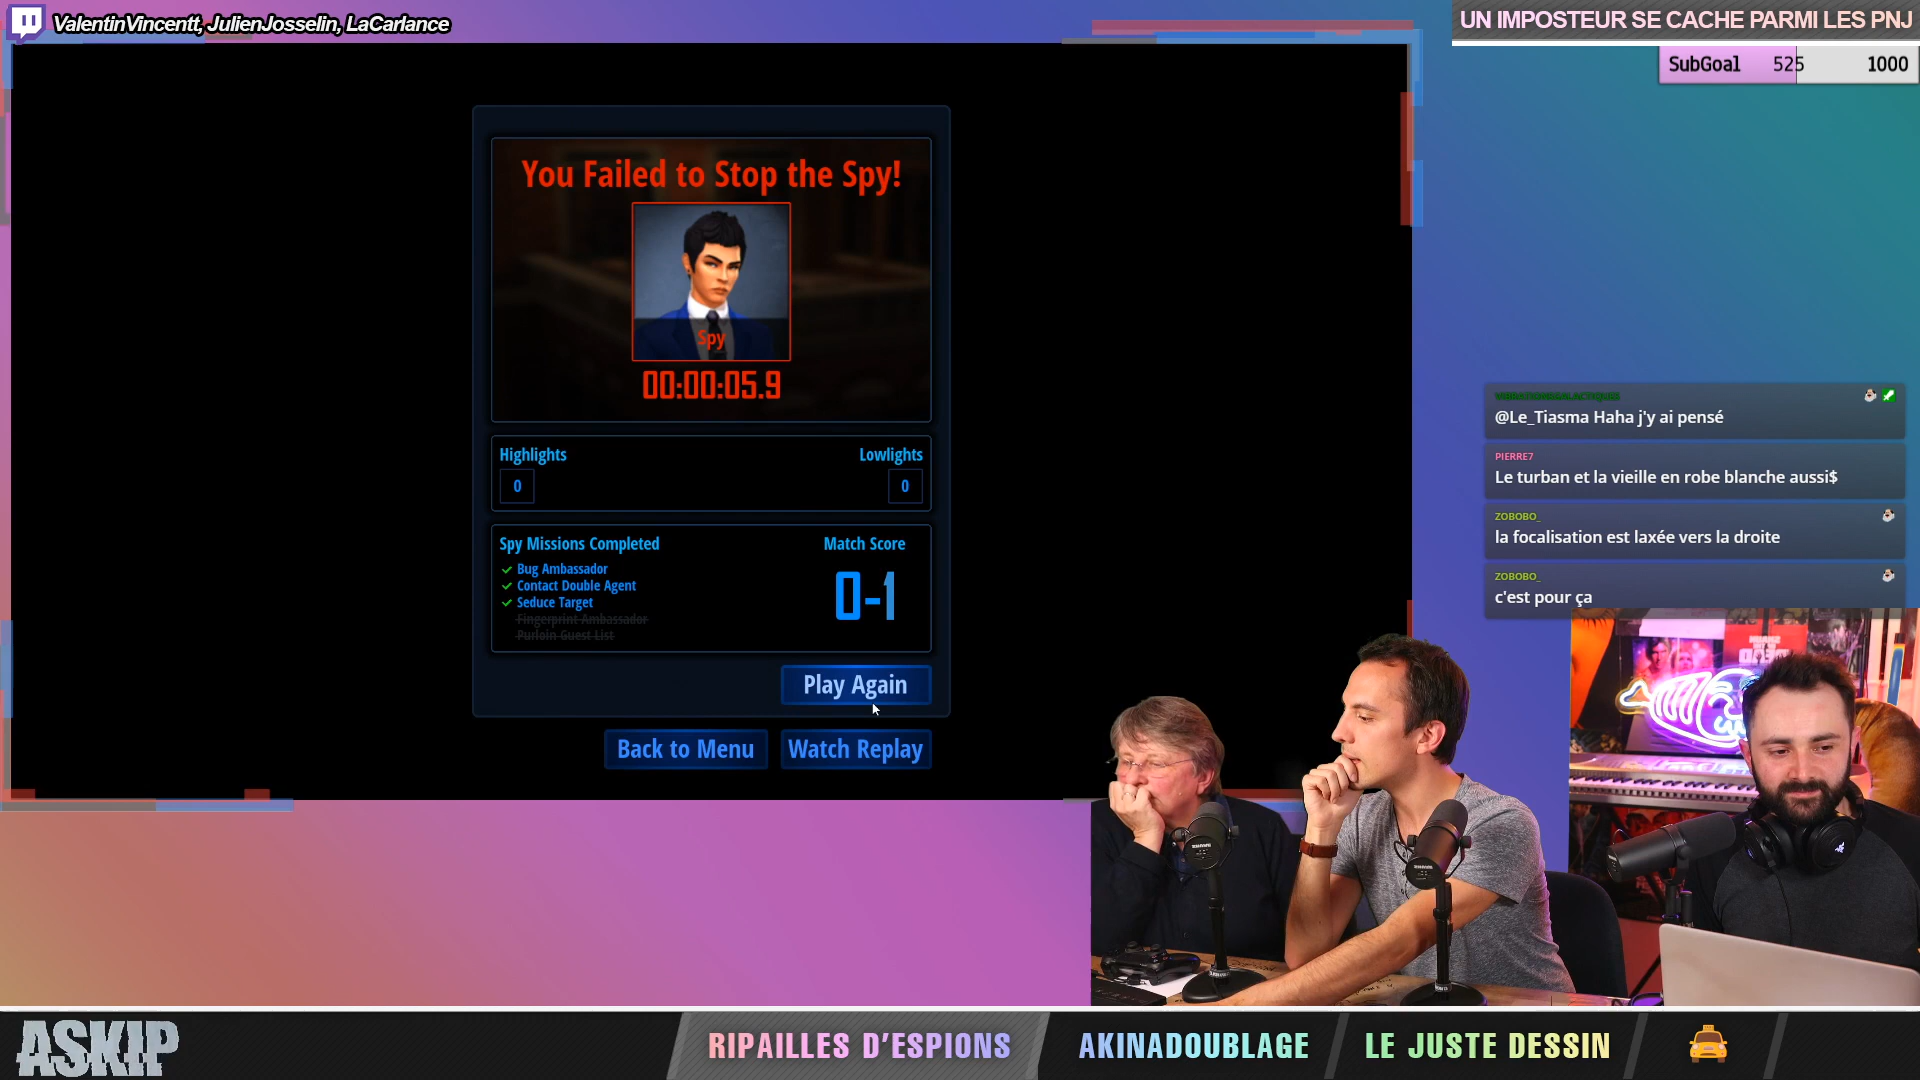 ValentinVincentt, JulienJosselin, LaCarlance
UN IMPOSTEUR SE CACHE PARMI LES PNJ
SubGoal 525 1000
You Failed to Stop the Spy!
Spy
00:00:05.9
Highlights
Lowlights
0
0
Spy Missions Completed
Match Score
Bug Ambassador
Contact Double Agent
Seduce Target
Fingerprint Ambassador
Purloin Guest List
0-1
Play Again
Back to Menu
Watch Replay
@Le_Tiasma Haha j'y ai pensé
PIERRE7
Le turban et la vieille en robe blanche aussi$
ZOBOBO_
la focalisation est laxée vers la droite
ZOBOBO_
c'est pour ça
ASKIP
RIPAILLES D'ESPIONS
AKINADOUBLAGE
LE JUSTE DESSIN